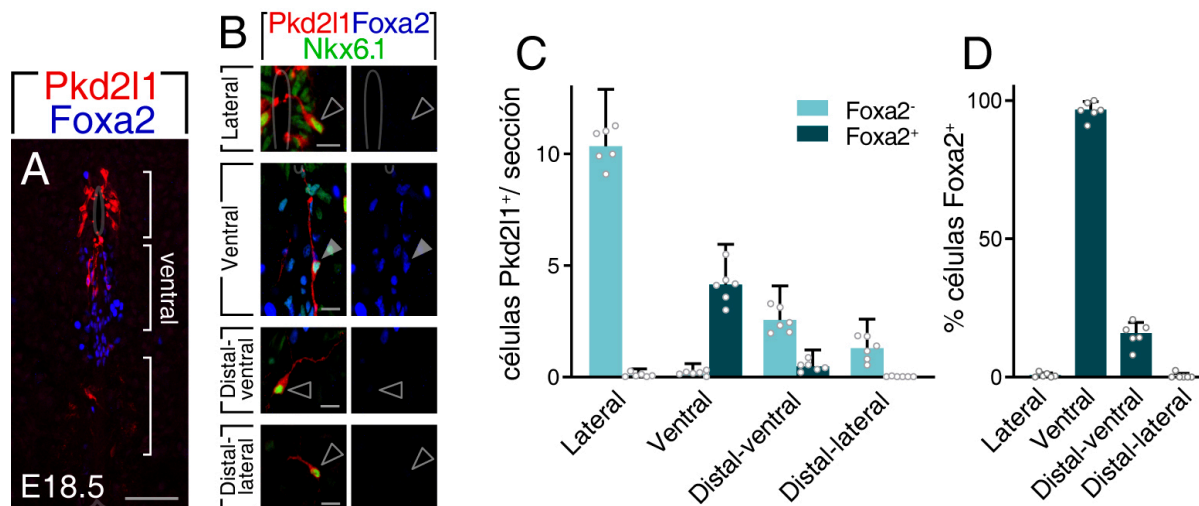 Pkd2l1
Foxa2
A
ventral
E18.5
B
Pkd2l1Foxa2
Nkx6.1
Lateral
Ventral
Distal-
ventral
Distal-
lateral
C
células Pkd2l1⁺/ sección
10
5
0
Foxa2⁻
Foxa2⁺
Lateral
Ventral
Distal-ventral
Distal-lateral
D
% células Foxa2⁺
100
50
0
Lateral
Ventral
Distal-ventral
Distal-lateral